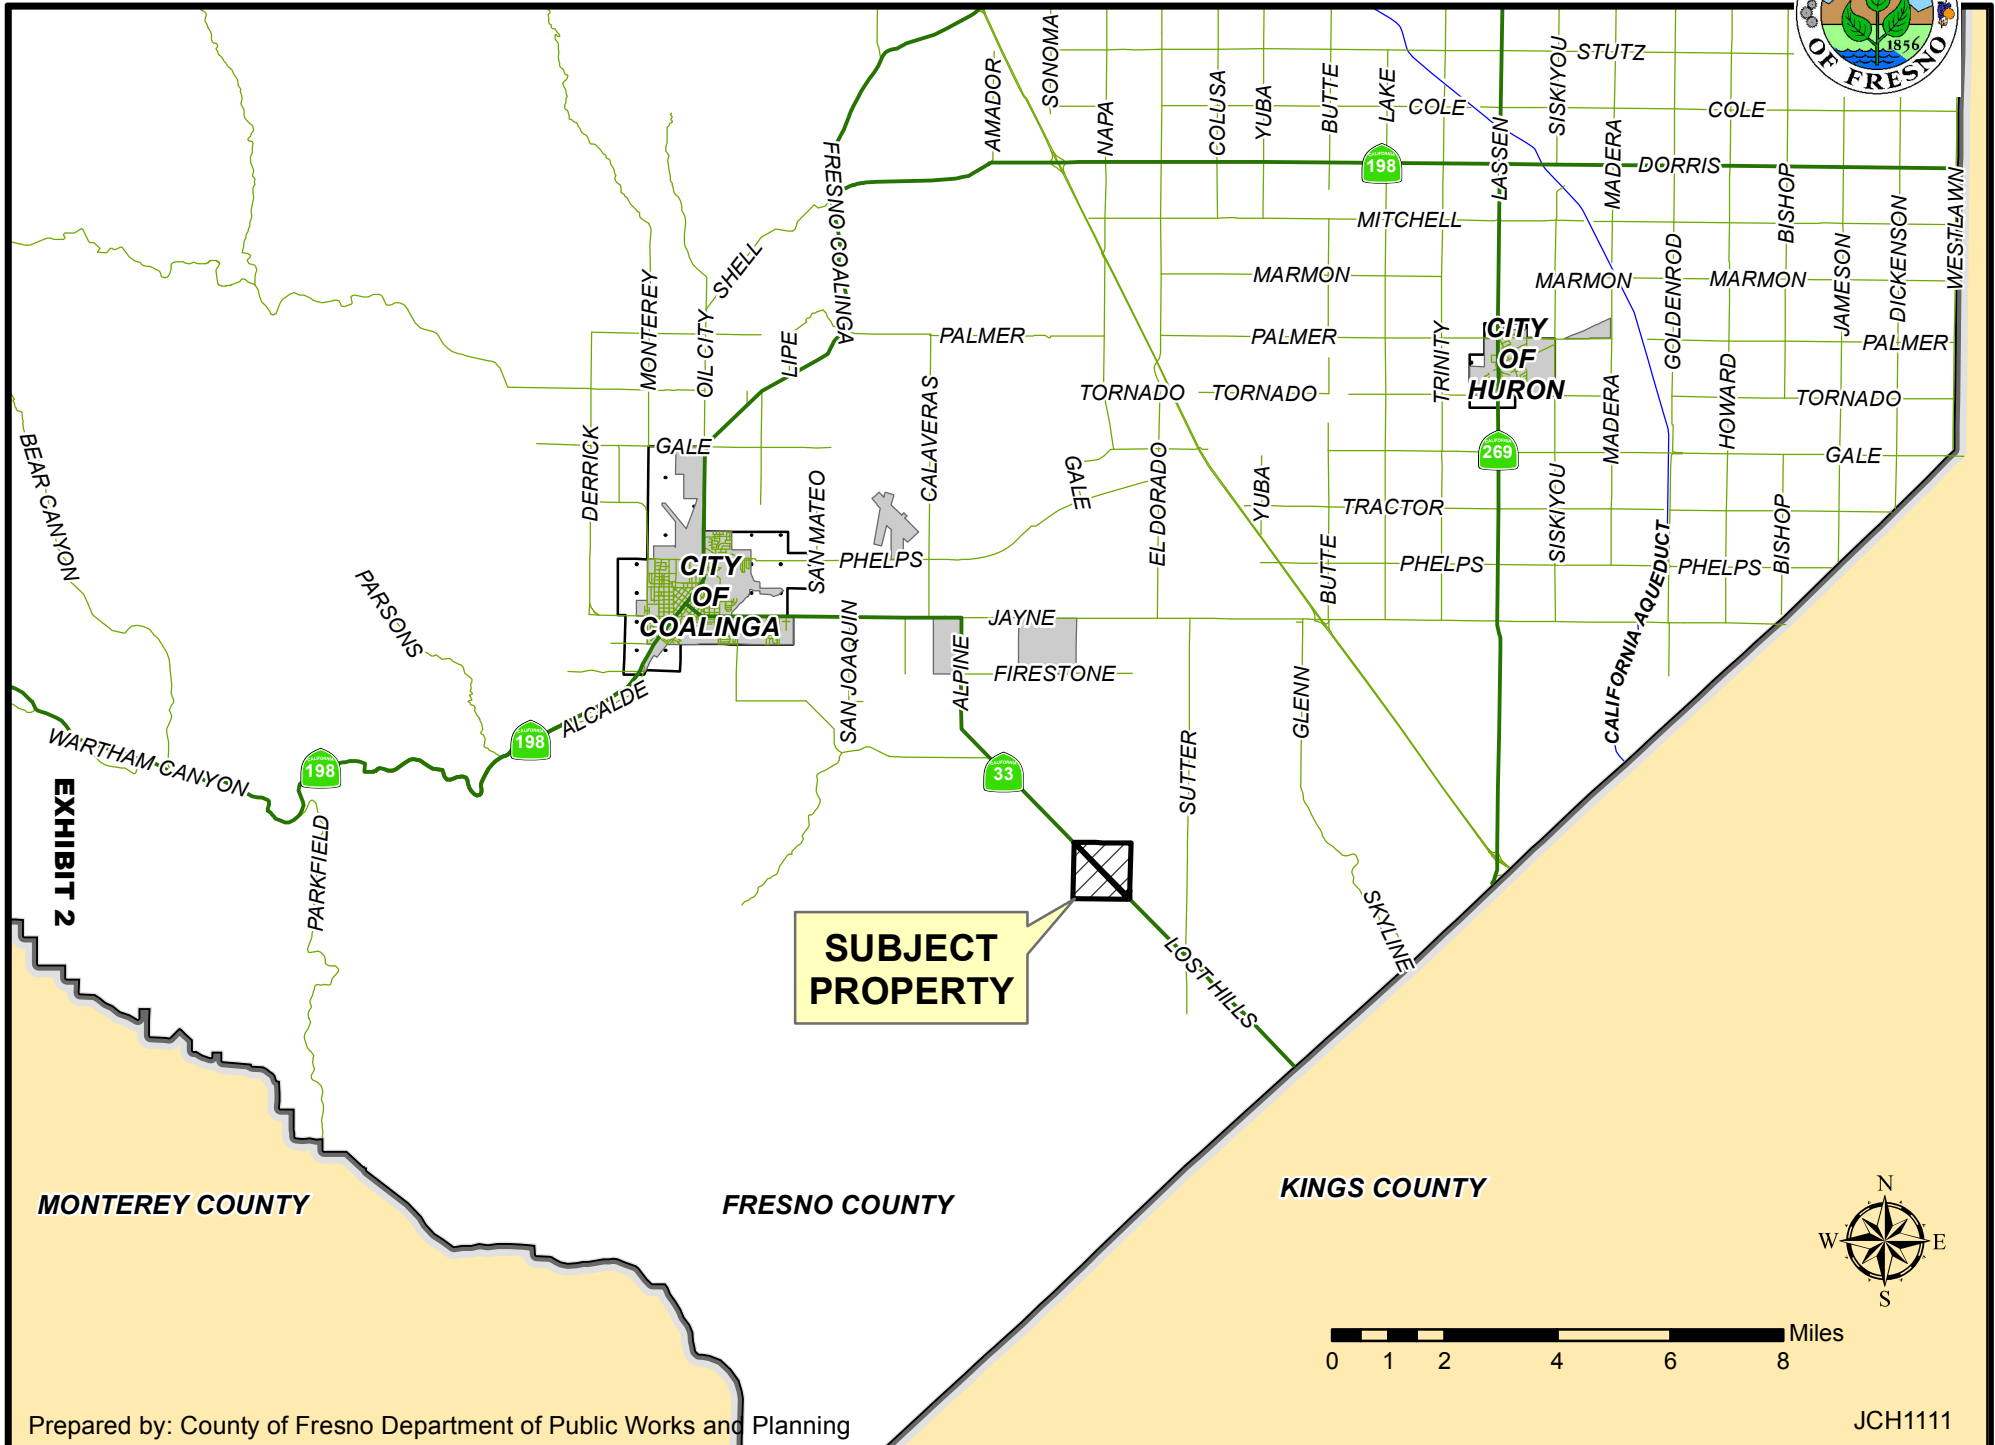 1856
OF FRESNO
STUTZ
SONOMA
AMADOR
NAPA
COLUSA
YUBA
BUTTE
LAKE
COLE
LASSEN
SISKIYOU
MADERA
COLE
FRESNO-COALINGA
CALIFORNIA
198
DORRIS
BISHOP
WESTLAWN
MITCHELL
DICKENSON
JAMESON
GOLDENROD
SHELL
MONTEREY
OIL CITY
LIPE
MARMON
MARMON
MARMON
PALMER
PALMER
TRINITY
CITY
OF
HURON
PALMER
CALAVERAS
TORNADO
TORNADO
MADERA
HOWARD
TORNADO
BEAR CANYON
DERRICK
GALE
SAN MATEO
GALE
EL DORADO
CALIFORNIA
269
GALE
YUBA
TRACTOR
SISKIYOU
BISHOP
PHELPS
BUTTE
PHELPS
PHELPS
CITY
OF
COALINGA
PARSONS
SAN JOAQUIN
JAYNE
CALIFORNIA AQUEDUCT
ALPINE
FIRESTONE
GLENN
ALCALDE
WARTHAM CANYON
CALIFORNIA
198
CALIFORNIA
198
CALIFORNIA
33
SUTTER
EXHIBIT 2
PARKFIELD
SUBJECT
PROPERTY
SKYLINE
LOST HILLS
MONTEREY COUNTY
FRESNO COUNTY
KINGS COUNTY
N
W
E
S
Miles
0 1 2 4 6 8
Prepared by: County of Fresno Department of Public Works and Planning
JCH1111